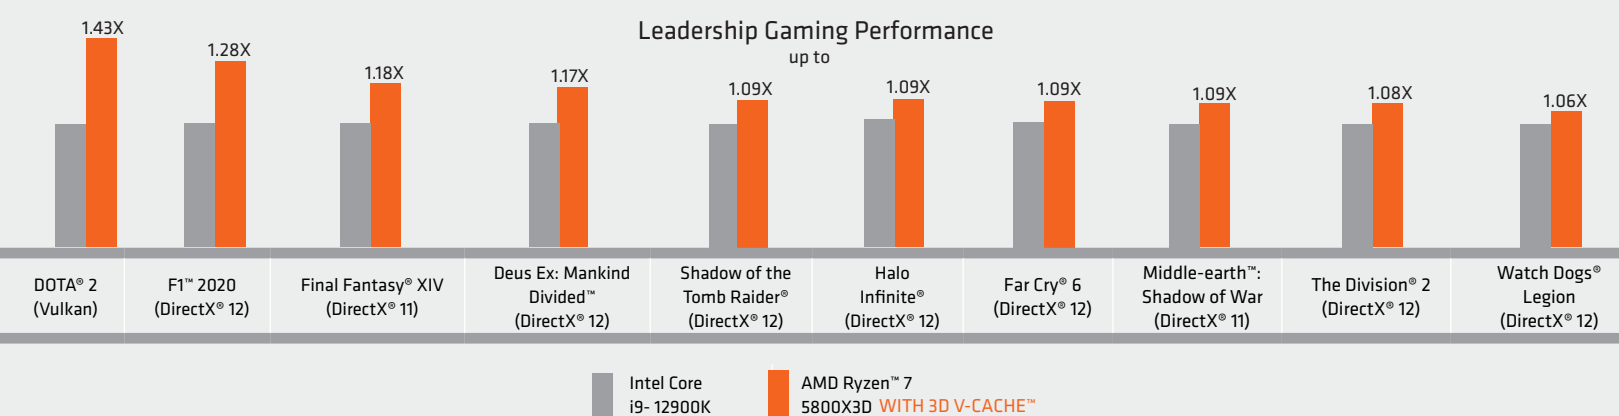 Leadership Gaming Performance
up to
1.43X
1.28X
1.18X
1.17X
1.09X
1.09X
1.09X
1.09X
1.08X
1.06X
DOTA® 2
(Vulkan)
F1™ 2020
(DirectX® 12)
Final Fantasy® XIV
(DirectX® 11)
Deus Ex: Mankind
Divided™
(DirectX® 12)
Shadow of the
Tomb Raider®
(DirectX® 12)
Halo
Infinite®
(DirectX® 12)
Far Cry® 6
(DirectX® 12)
Middle-earth™:
Shadow of War
(DirectX® 11)
The Division® 2
(DirectX® 12)
Watch Dogs®
Legion
(DirectX® 12)
Intel Core
i9- 12900K
AMD Ryzen™ 7
5800X3D WITH 3D V-CACHE™